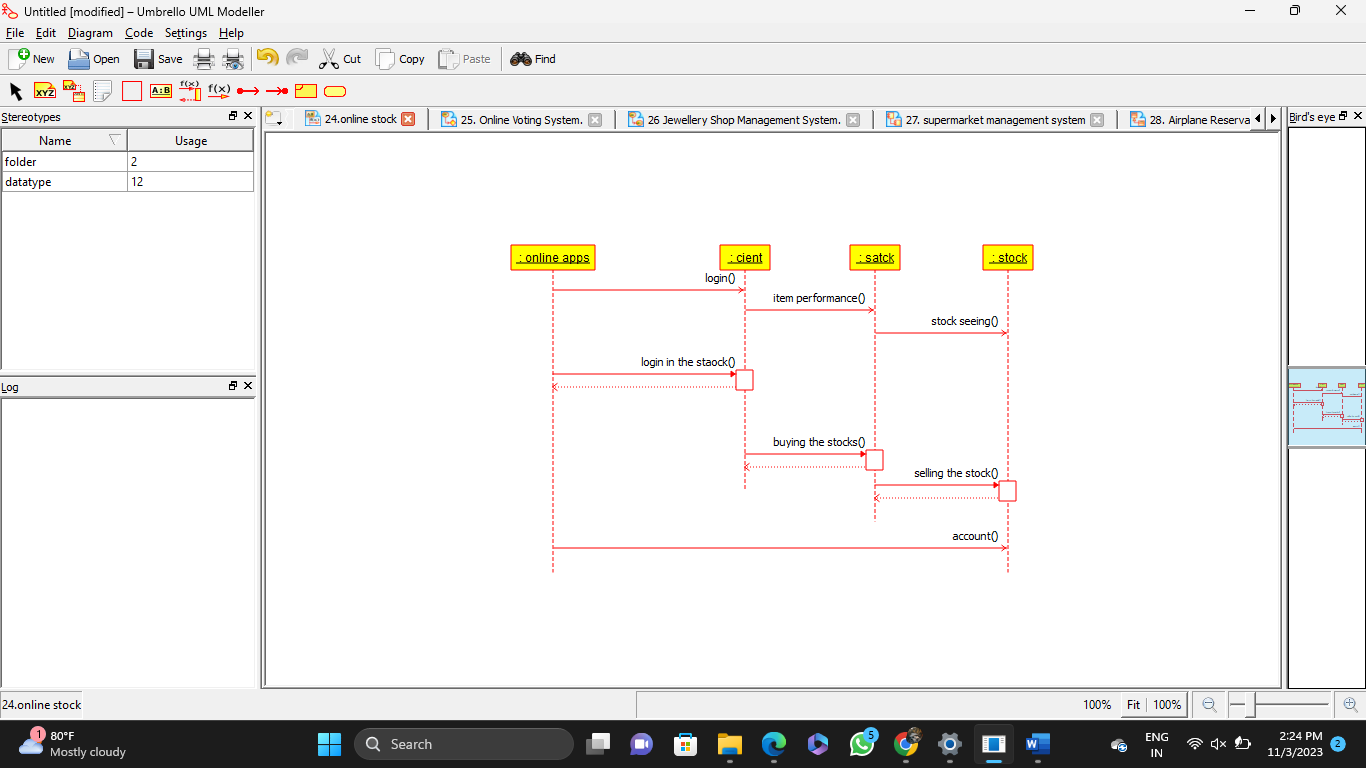 Untitled [modified] – Umbrello UML Modeller
File Edit Diagram Code Settings Help
New Open Save Cut Copy Paste Find
XYZ XYZ A:B f(x) f(x)
Stereotypes
24.online stock 25. Online Voting System. 26 Jewellery Shop Management System. 27. supermarket management system 28. Airplane Reserva
Bird's eye
Name Usage
folder 2
datatype 12
Log
: online apps : cient : satck : stock
login()
item performance()
stock seeing()
login in the staock()
buying the stocks()
selling the stock()
account()
24.online stock 100% Fit 100%
1 80°F
Mostly cloudy
Search
5
W
ENG
IN
2:24 PM
11/3/2023
2